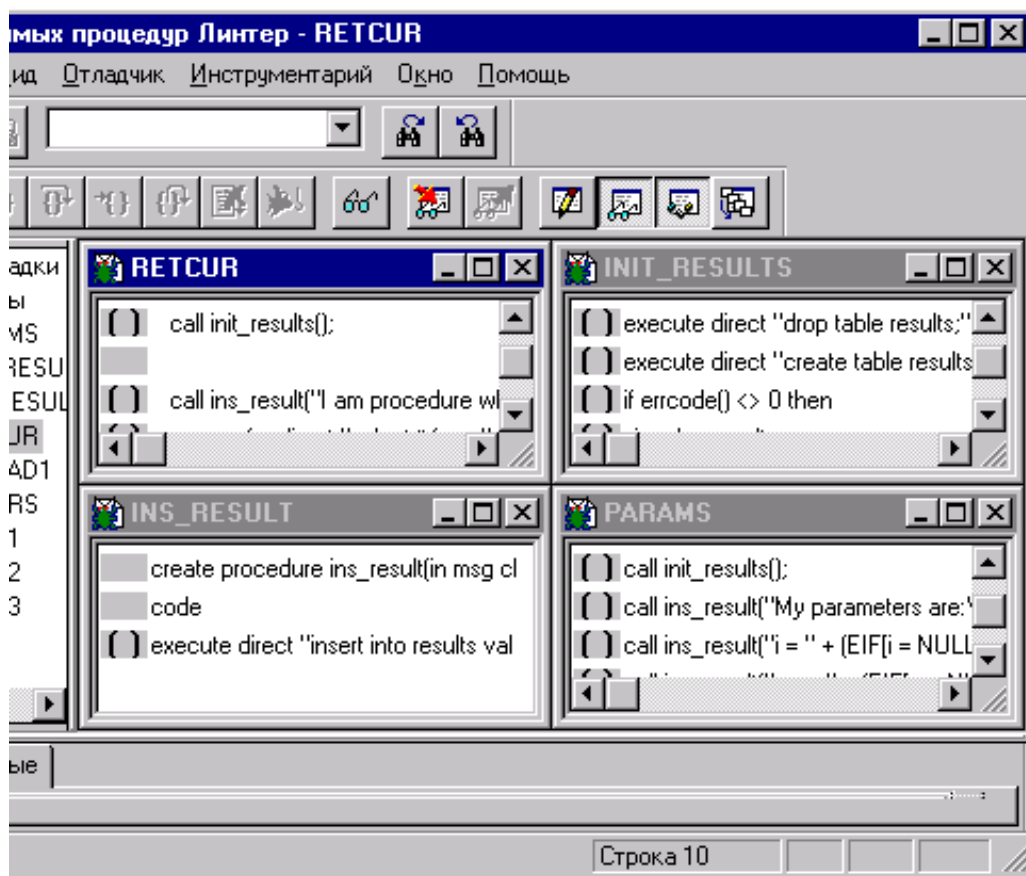 мых процедур Линтер - RETCUR
ид Отладчик Инструментарий Окно Помощь
адки
ы
MS
RESU
ESUL
UR
AD1
RS
1
2
3
RETCUR
call init_results();
call ins_result("I am procedure wh
INIT_RESULTS
execute direct "drop table results;"
execute direct "create table results
if errcode() <> 0 then
INS_RESULT
create procedure ins_result(in msg cl
code
execute direct "insert into results val
PARAMS
call init_results();
call ins_result("My parameters are:"
call ins_result("i = " + (EIF[i = NULL
ые
Строка 10